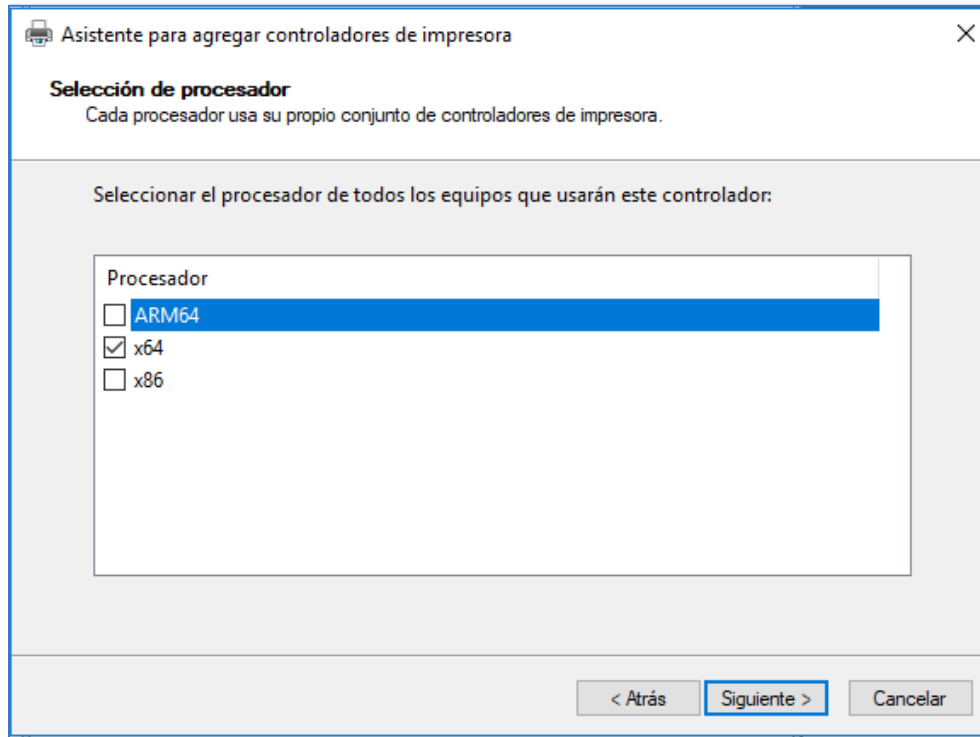 Asistente para agregar controladores de impresora
Selección de procesador
Cada procesador usa su propio conjunto de controladores de impresora.
Seleccionar el procesador de todos los equipos que usarán este controlador:
Procesador
ARM64
x64
x86
< Atrás
Siguiente >
Cancelar